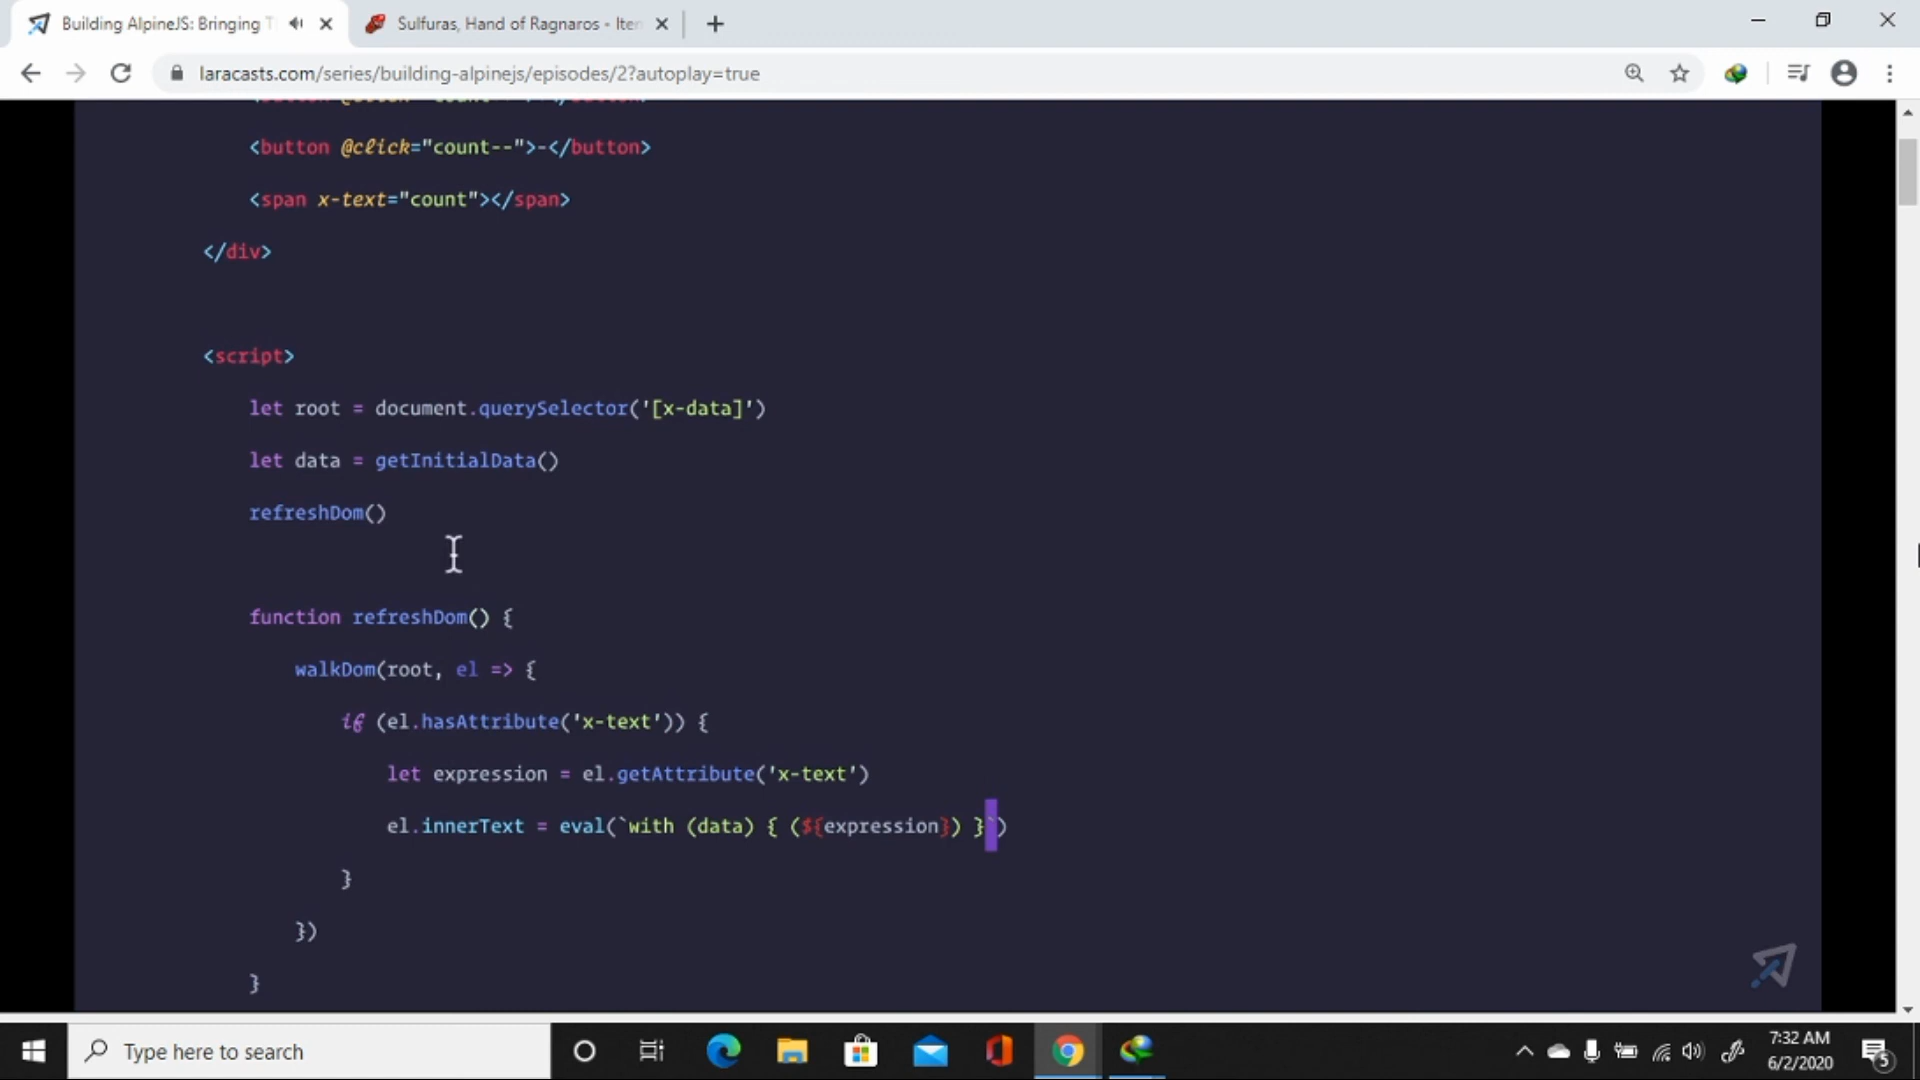 Building AlpineJS: Bringing T
Sulfuras, Hand of Ragnaros - Iten
laracasts.com/series/building-alpinejs/episodes/2?autoplay=true
<button @click="count--">-</button>
<span x-text="count"></span>
</div>
<script>
let root = document.querySelector('[x-data]')
let data = getInitialData()
refreshDom()
function refreshDom() {
walkDom(root, el => {
if (el.hasAttribute('x-text')) {
let expression = el.getAttribute('x-text')
el.innerText = eval(`with (data) { (${expression}) }`)
}
})
}
Type here to search
7:32 AM
6/2/2020
5